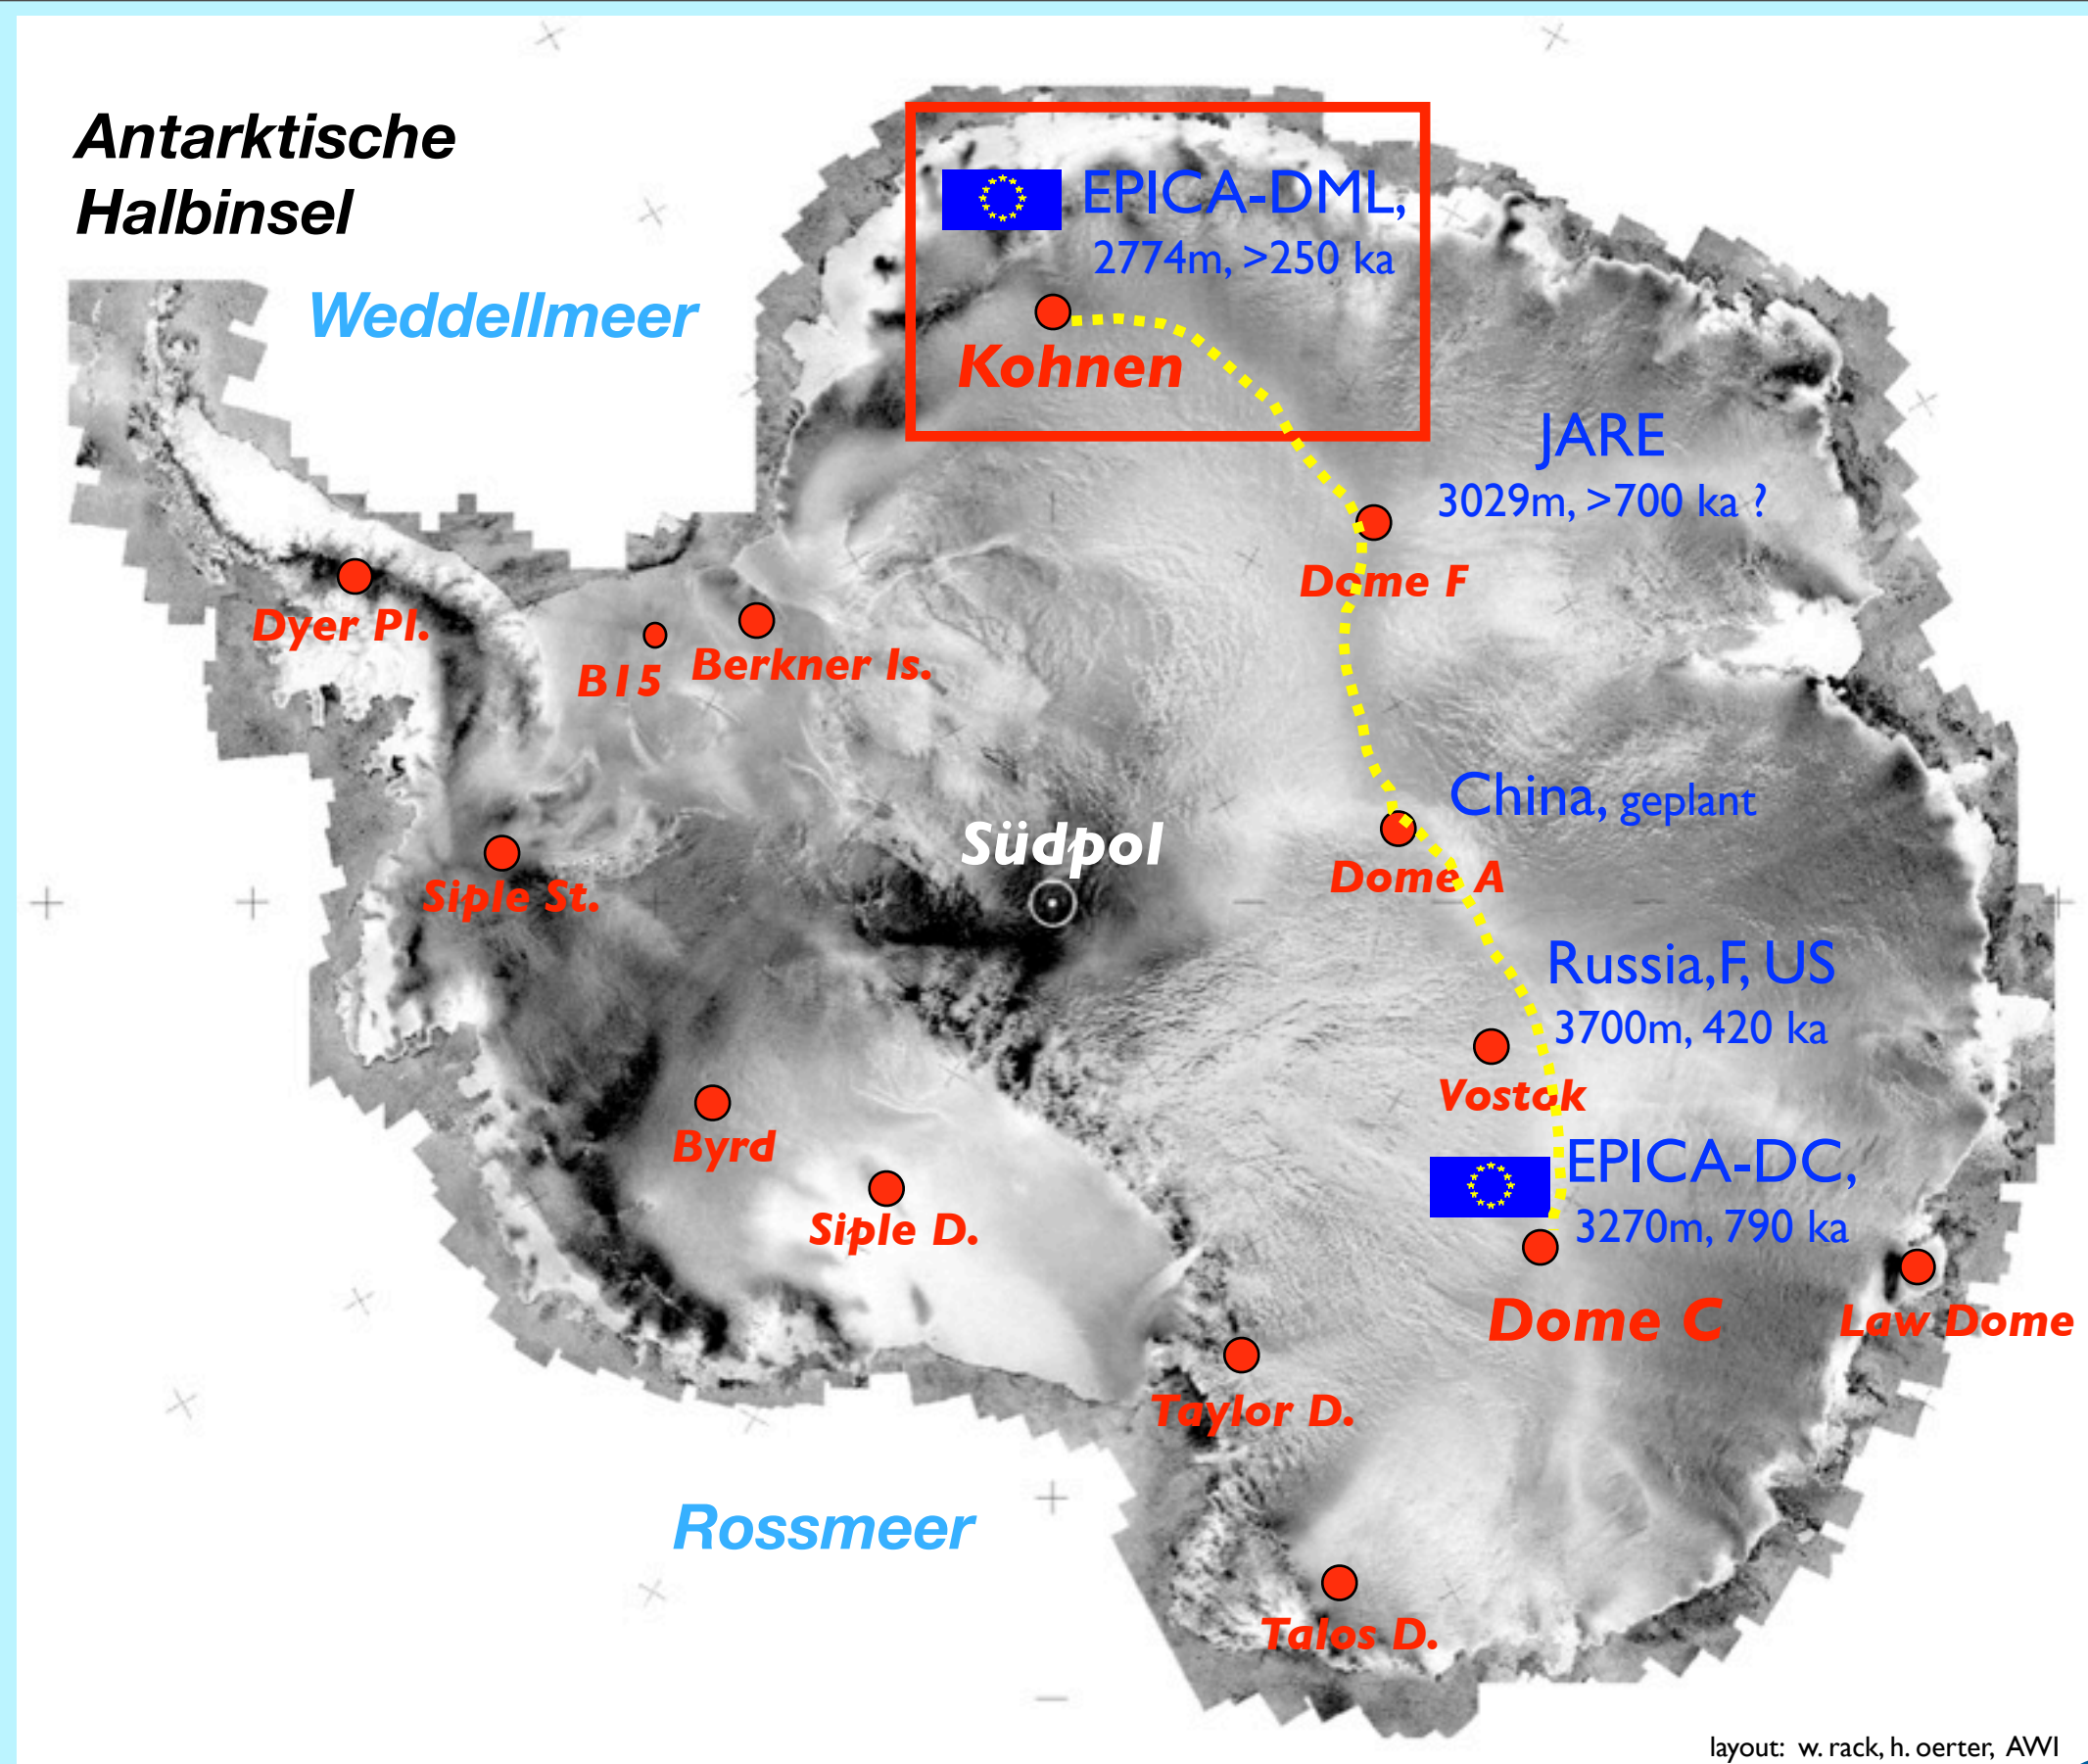 Antarktische
Halbinsel
Weddellmeer
EPICA-DML,
2774m, >250 ka
Kohnen
JARE
3029m, >700 ka ?
Dome F
Dyer Pl.
B15
Berkner Is.
China, geplant
Südpol
Dome A
Siple St.
Russia,F, US
3700m, 420 ka
Vostok
Byrd
EPICA-DC,
3270m, 790 ka
Siple D.
Dome C
Law Dome
Taylor D.
Rossmeer
Talos D.
layout: w. rack, h. oerter, AWI